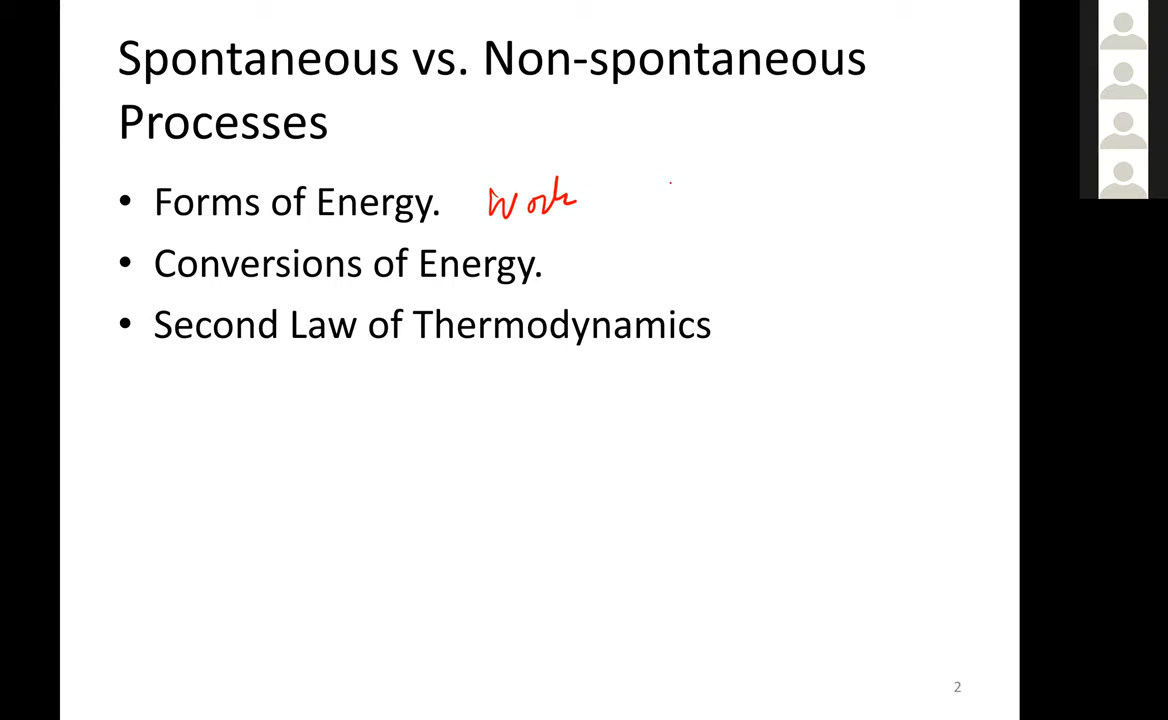 Spontaneous vs. Non-spontaneous
Processes
• Forms of Energy. Work
• Conversions of Energy.
• Second Law of Thermodynamics
2